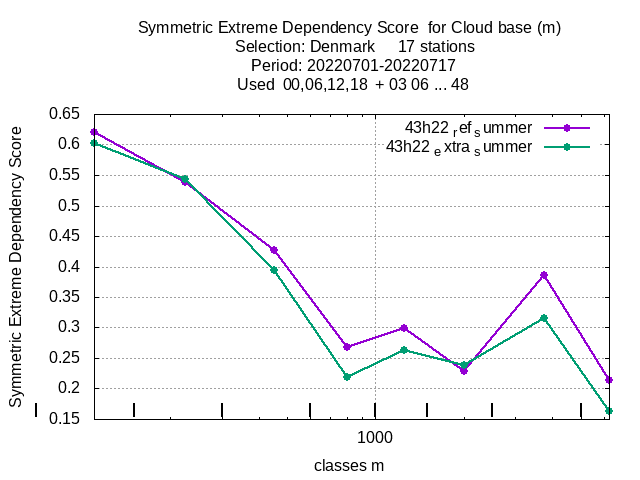 Symmetric Extreme Dependency Score for Cloud base (m)
Selection: Denmark 17 stations
Period: 20220701-20220717
Used 00,06,12,18 + 03 06 ... 48
43h22 ref summer
43h22 extra summer
Symmetric Extreme Dependency Score
0.65
0.6
0.55
0.5
0.45
0.4
0.35
0.3
0.25
0.2
0.15
1000
classes m